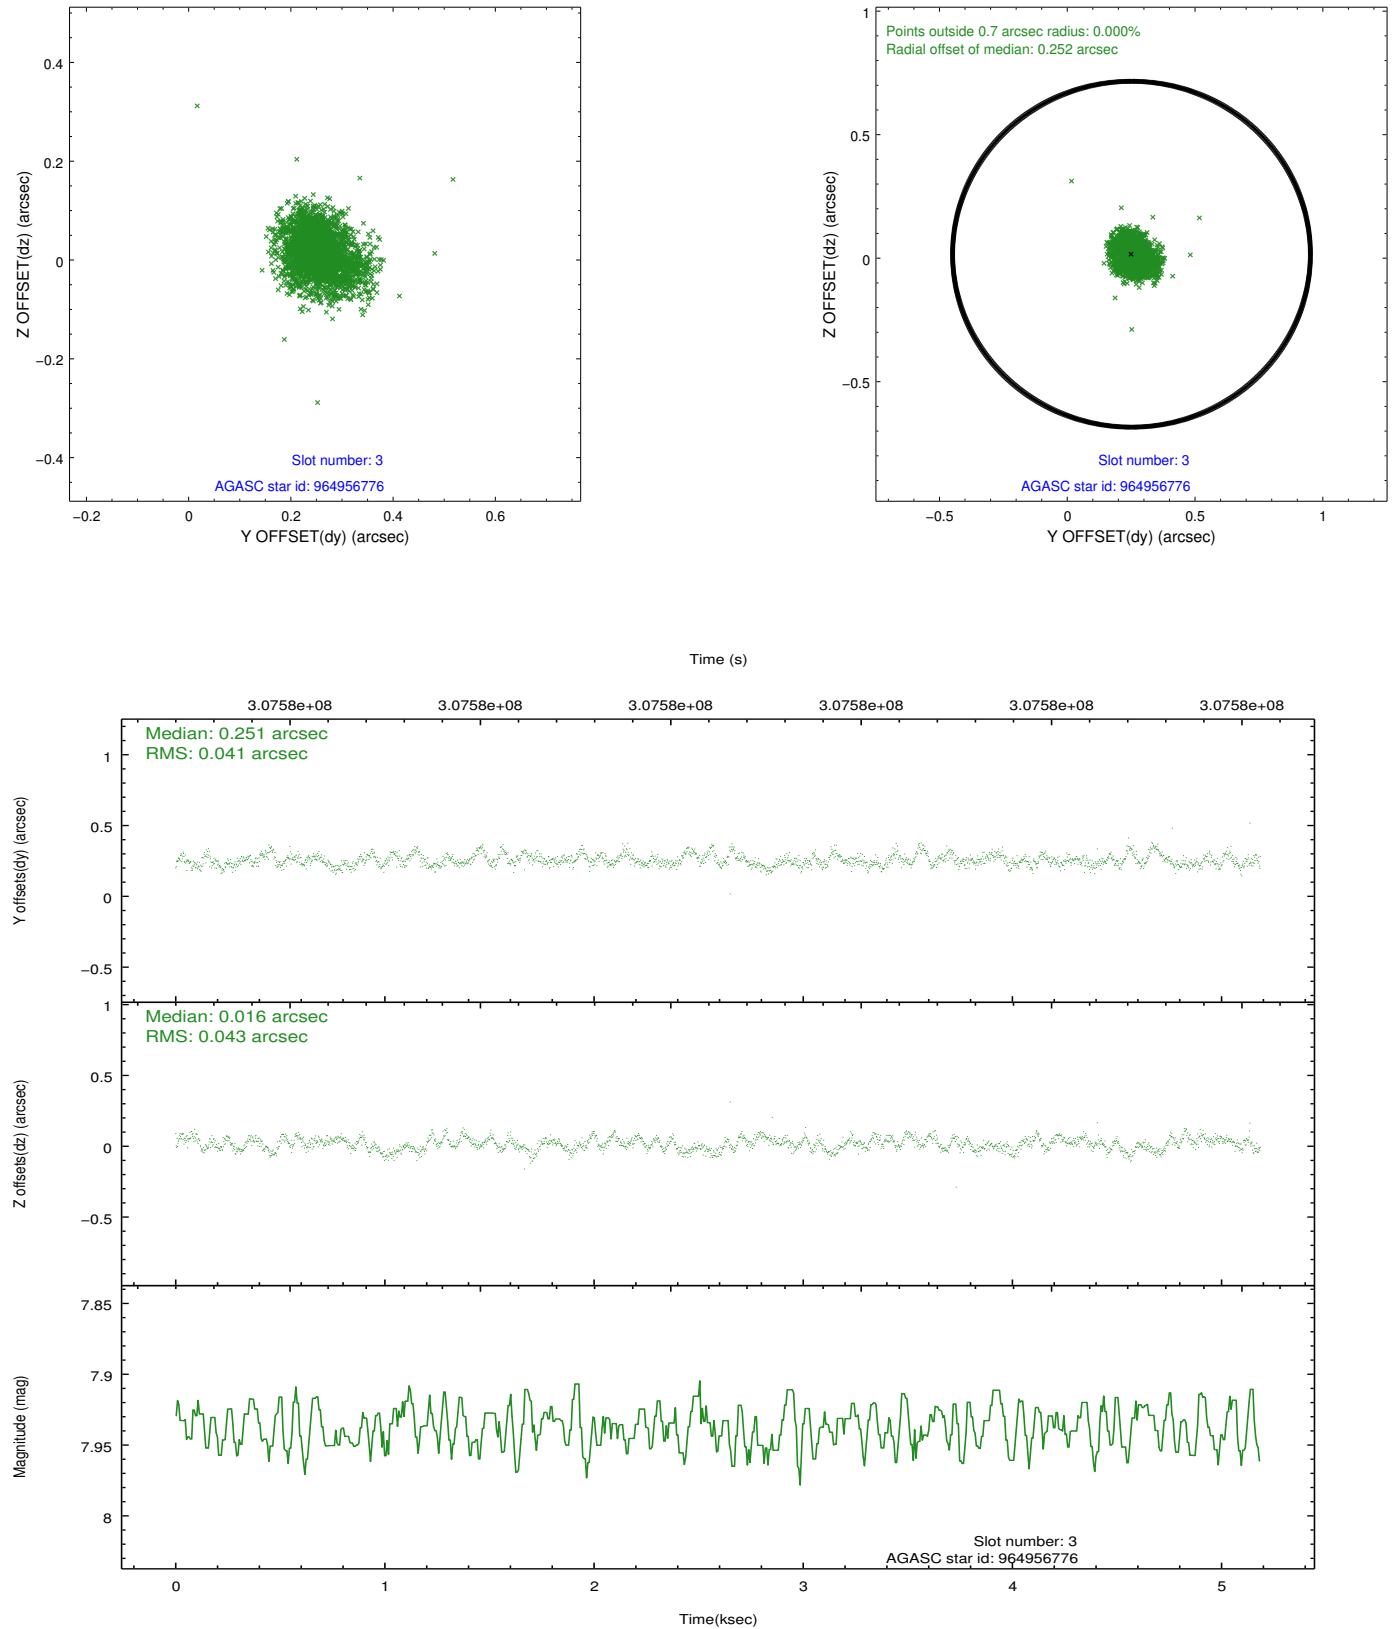 0.4
0.2
0
−0.2
−0.4
Z OFFSET(dz) (arcsec)
Slot number: 3
AGASC star id: 964956776
−0.2 0 0.2 0.4 0.6
Y OFFSET(dy) (arcsec)
Points outside 0.7 arcsec radius: 0.000%
Radial offset of median: 0.252 arcsec
1
0.5
0
−0.5
Z OFFSET(dz) (arcsec)
Slot number: 3
AGASC star id: 964956776
−0.5 0 0.5 1
Y OFFSET(dy) (arcsec)
Time (s)
3.0758e+08 3.0758e+08 3.0758e+08 3.0758e+08 3.0758e+08 3.0758e+08
Median: 0.251 arcsec
RMS: 0.041 arcsec
1
0.5
0
−0.5
Y offsets(dy) (arcsec)
Median: 0.016 arcsec
RMS: 0.043 arcsec
1
0.5
0
−0.5
Z offsets(dz) (arcsec)
7.85
7.9
7.95
8
Magnitude (mag)
Slot number: 3
AGASC star id: 964956776
0 1 2 3 4 5
Time(ksec)